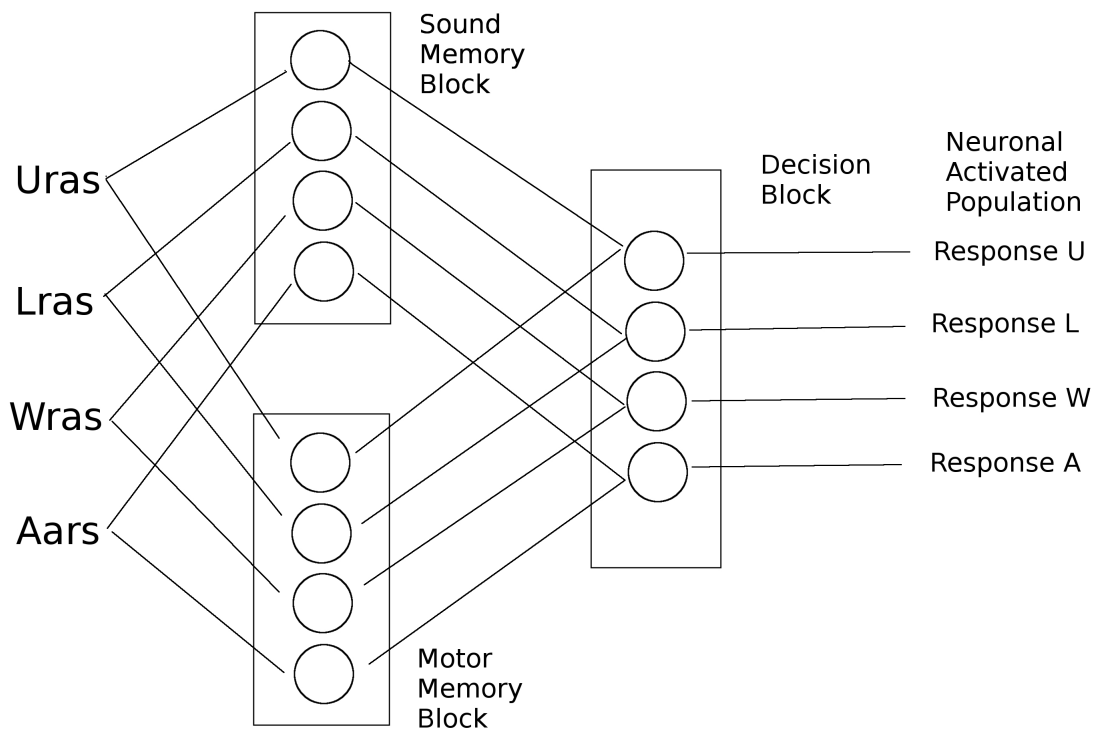 Sound
Memory
Block
Uras
Lras
Wras
Aars
Motor
Memory
Block
Decision
Block
Neuronal
Activated
Population
Response U
Response L
Response W
Response A